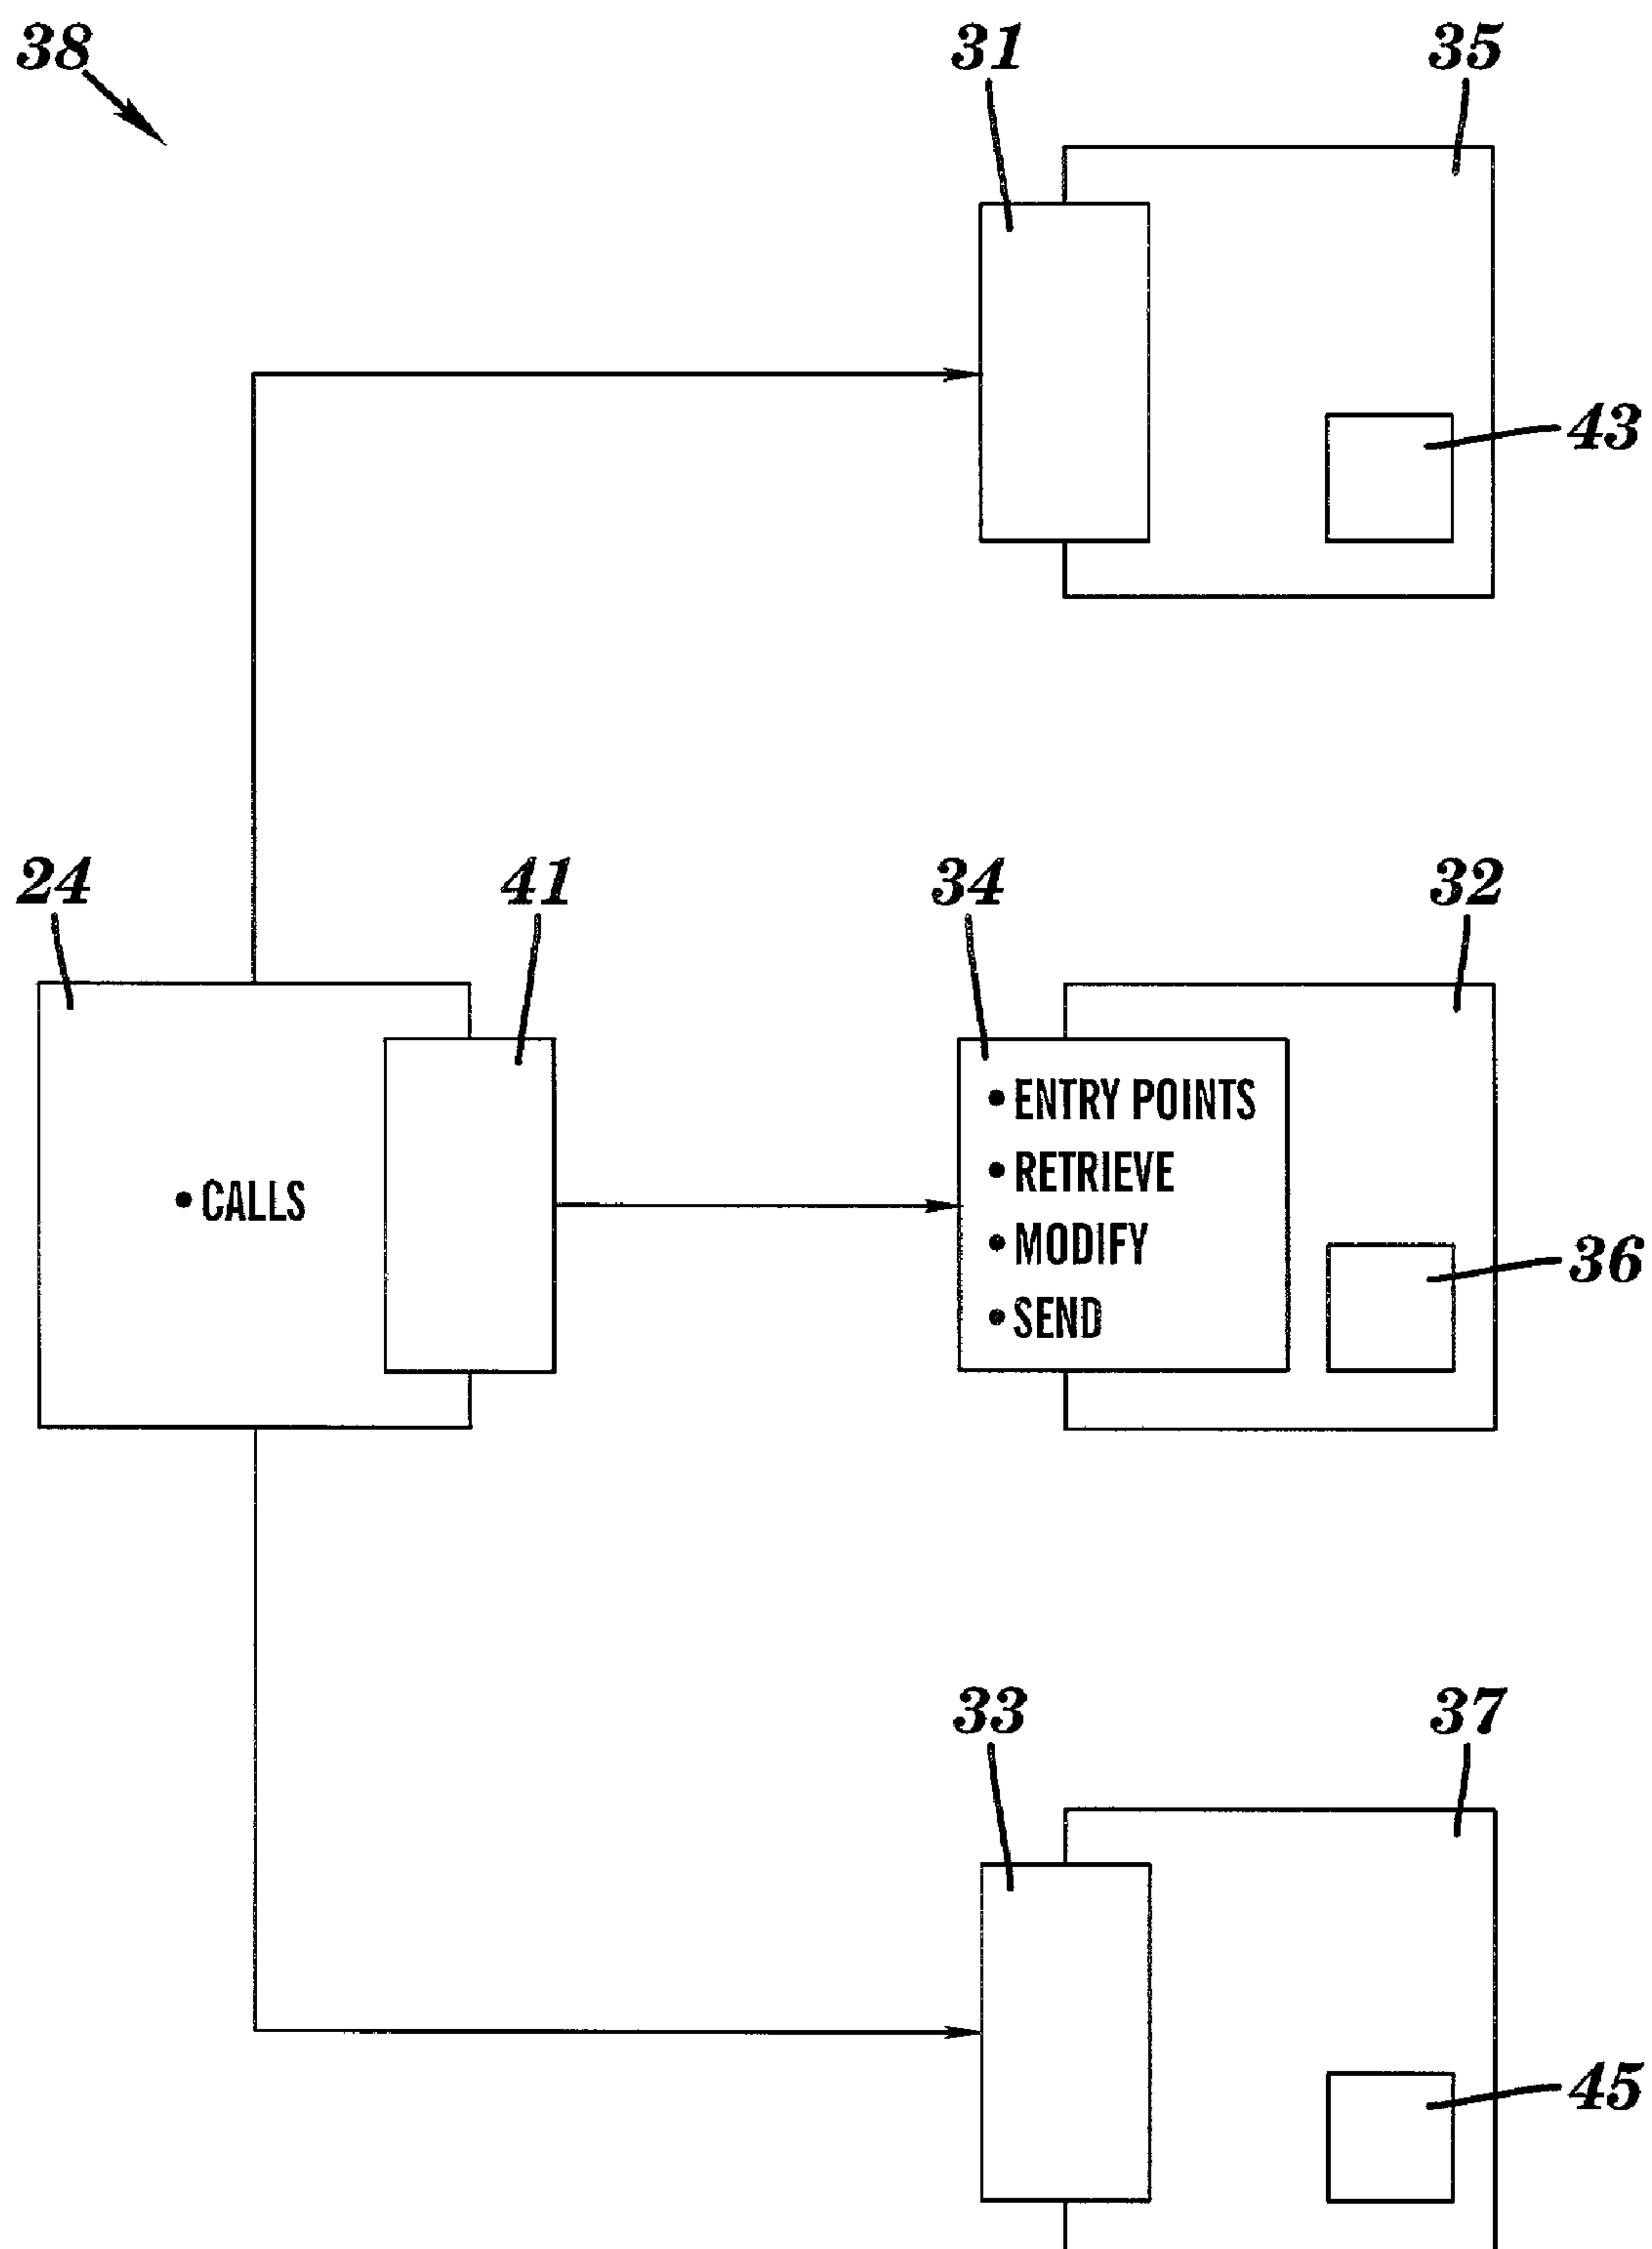 38
31
35
43
24
41
34
32
• ENTRY POINTS
• RETRIEVE
• CALLS
• MODIFY
36
• SEND
33
37
45